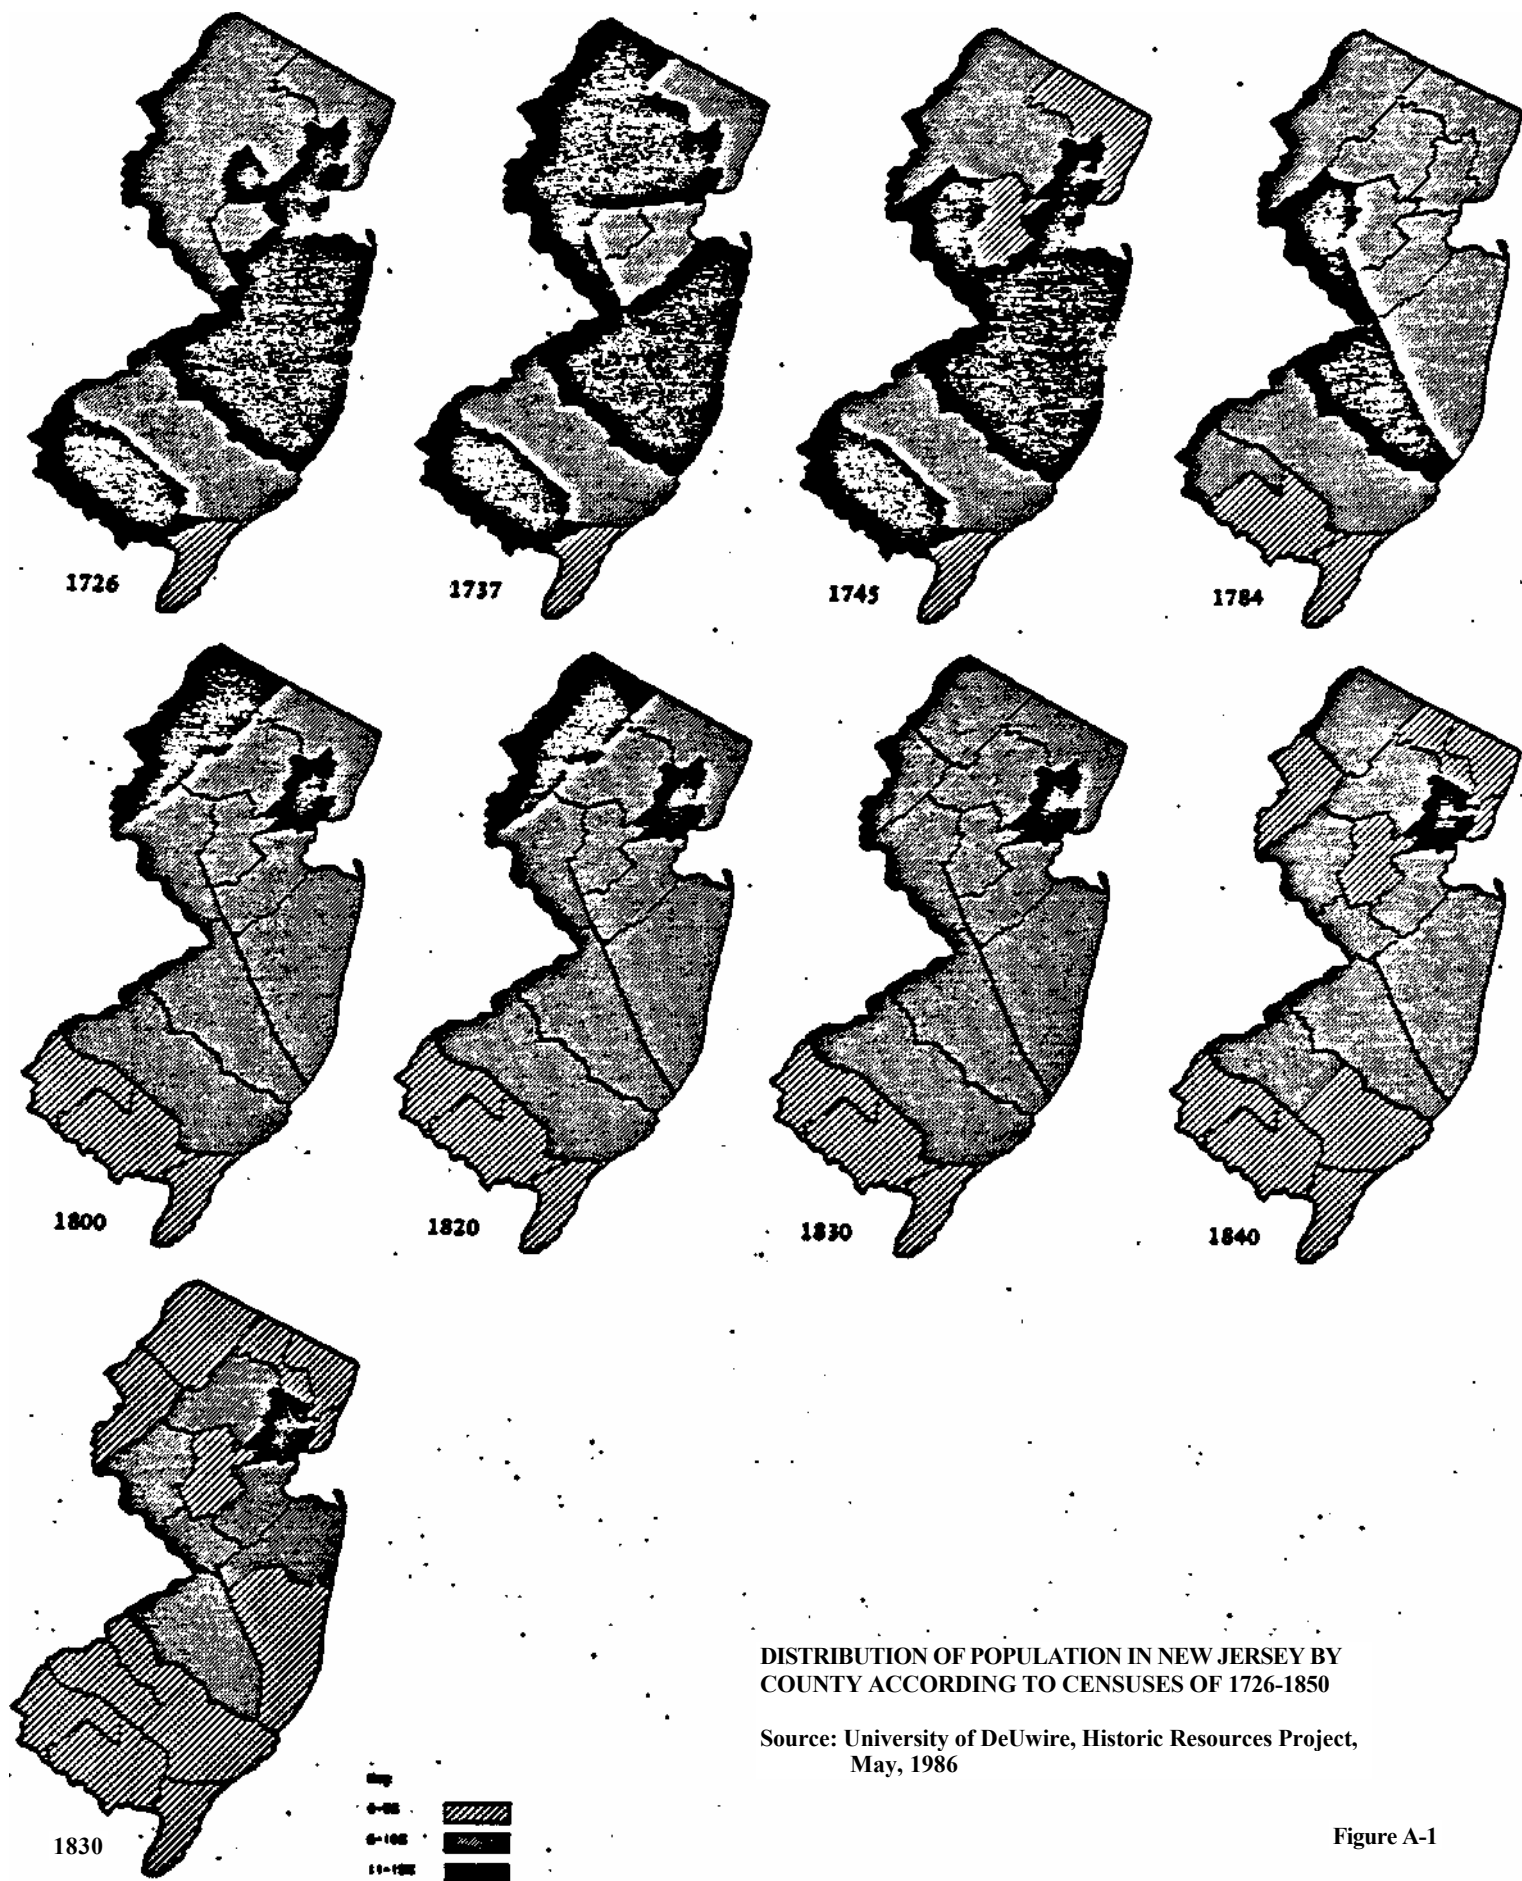 1726
1737
1745
1784
1800
1820
1830
1840
DISTRIBUTION OF POPULATION IN NEW JERSEY BY
COUNTY ACCORDING TO CENSUSES OF 1726-1850
Source: University of DeUwire, Historic Resources Project,
May, 1986
1830
Figure A-1